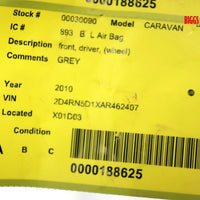 0000188625
Stock # 00030090 Model CARAVAN
IC # 893 B L Air Bag
Description front, driver, (wheel)
Comments GREY
BIGGS
Year 2010
VIN 2D4RN5D1XAR462407
Located X01D03
A B C
0000188625